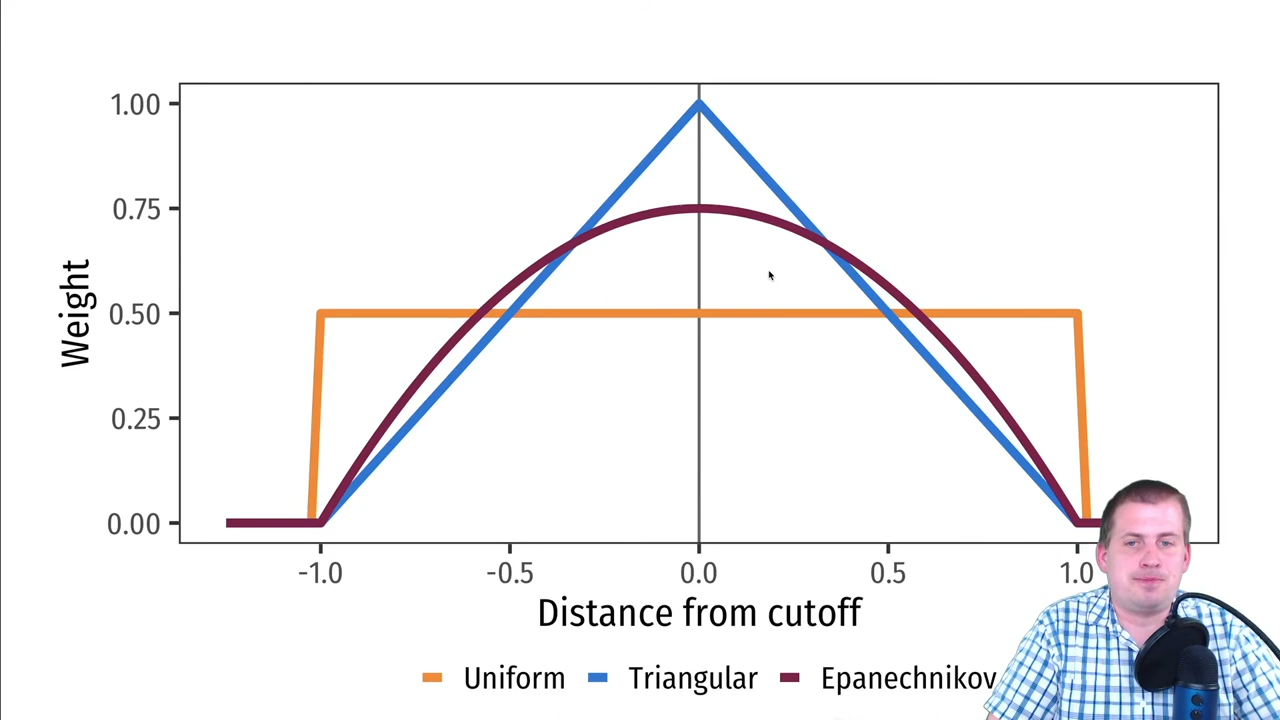 1.00
0.75
0.50
0.25
0.00
Weight
-1.0 -0.5 0.0 0.5 1.0
Distance from cutoff
Uniform Triangular Epanechnikov